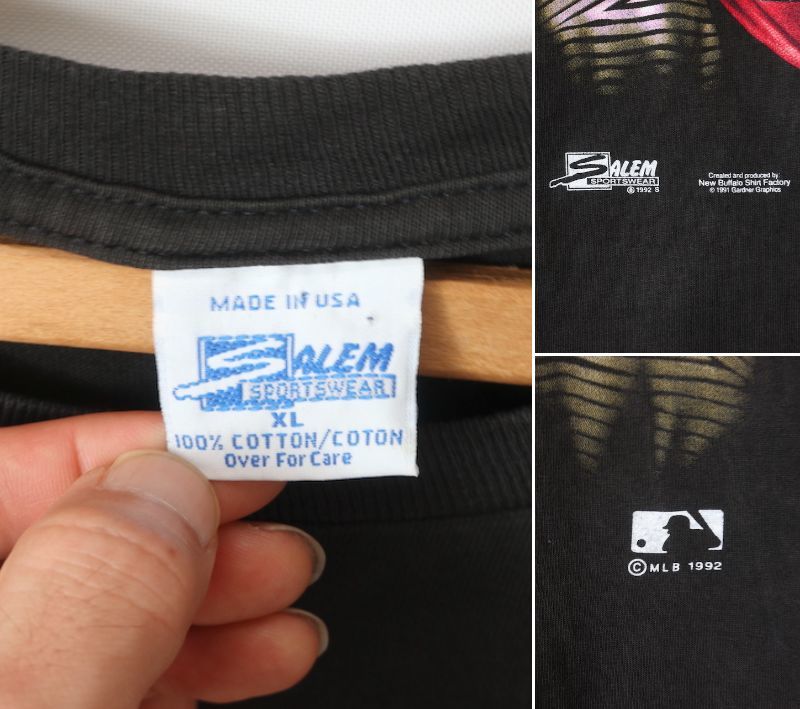 MADE IN USA
SALEM
SPORTSWEAR
XL
100% COTTON/COTON
Over For Care
SALEM
SPORTSWEAR
© 1992 S
Created and produced by:
New Buffalo Shirt Factory
© 1991 Gardner Graphics
© MLB 1992